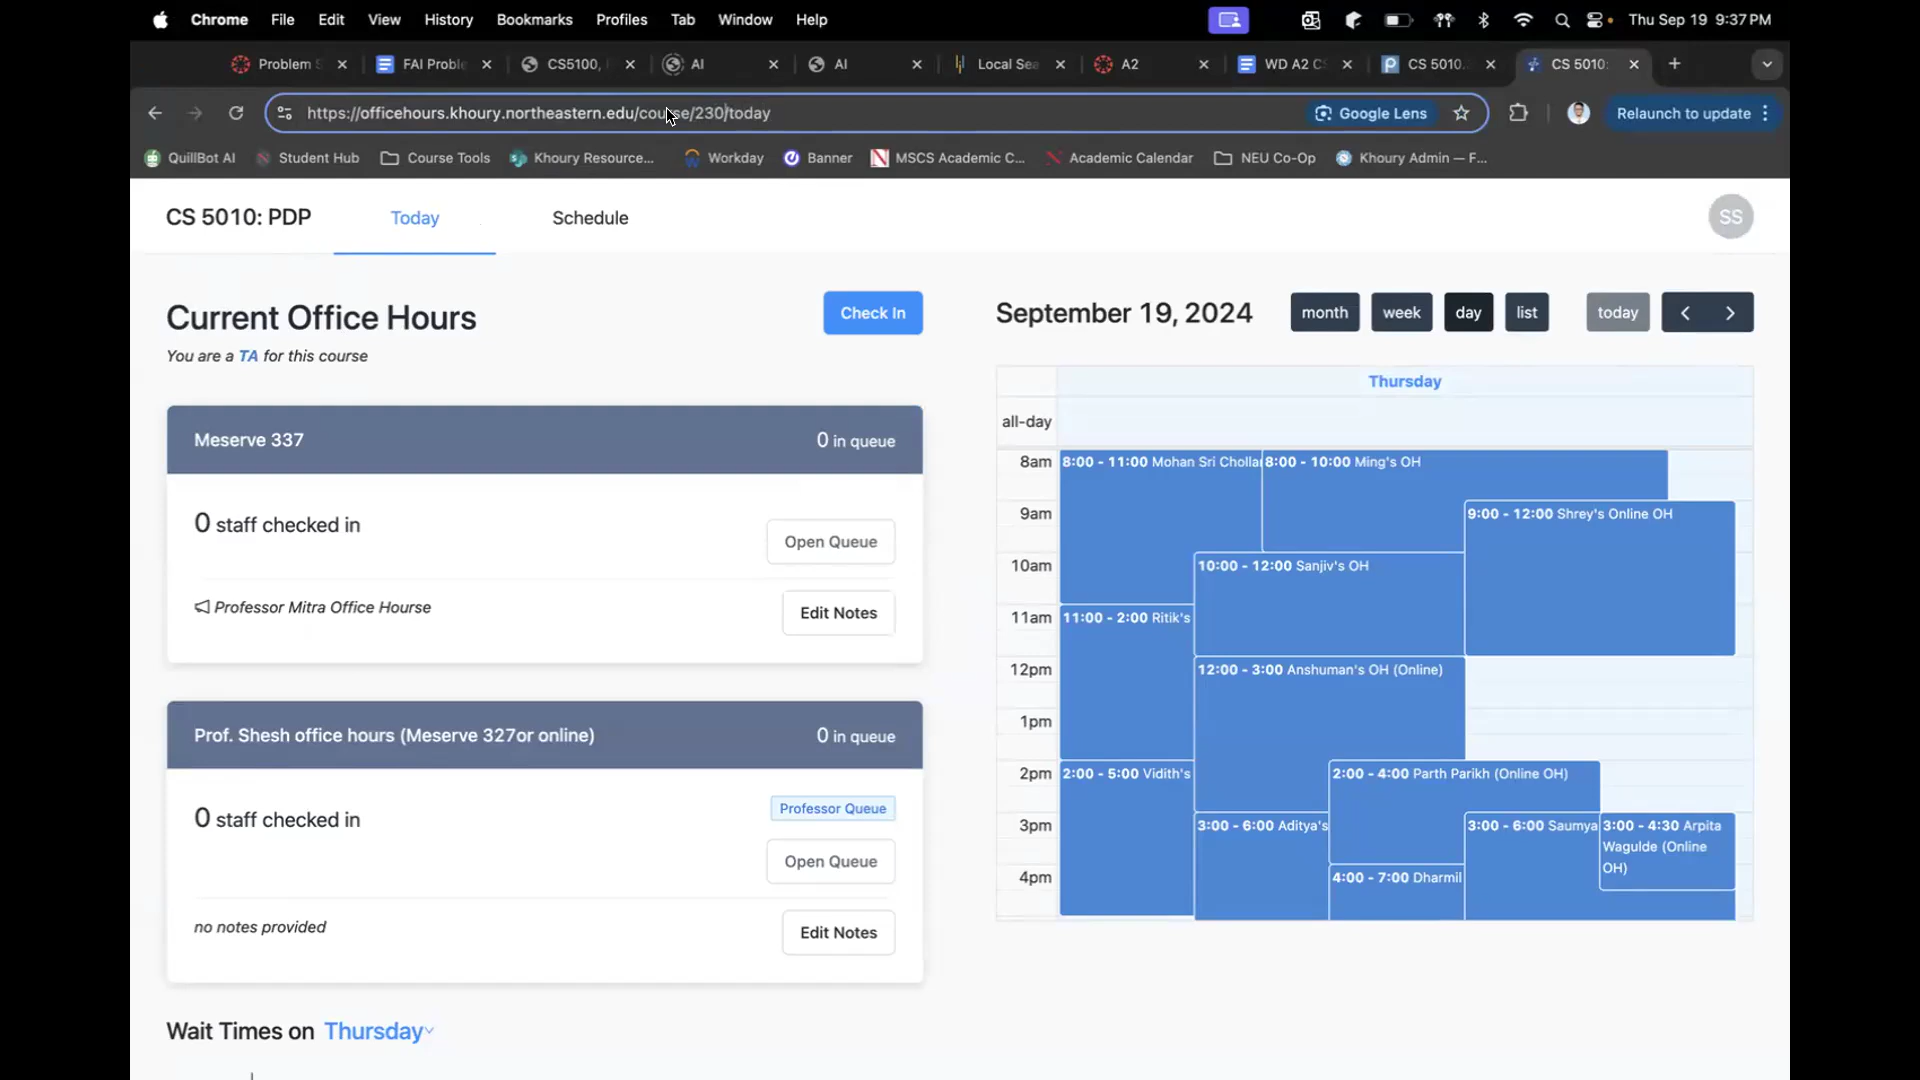 Chrome File Edit View History Bookmarks Profiles Tab Window Help Thu Sep 19 9:37 PM
Problem S FAI Proble CS5100, AI AI Local Sea A2 WD A2 CS CS 5010. CS 5010:
https://officehours.khoury.northeastern.edu/course/230/today Google Lens Relaunch to update
QuillBot AI Student Hub Course Tools Khoury Resource... Workday Banner MSCS Academic C... Academic Calendar NEU Co-Op Khoury Admin — F...
CS 5010: PDP Today Schedule SS
Current Office Hours Check In
You are a TA for this course
Meserve 337 0 in queue
0 staff checked in
Open Queue
Professor Mitra Office Hourse Edit Notes
Prof. Shesh office hours (Meserve 327or online) 0 in queue
Professor Queue
0 staff checked in
Open Queue
no notes provided Edit Notes
Wait Times on Thursday
September 19, 2024 month week day list today
Thursday
all-day
8am 8:00 - 11:00 Mohan Sri Cholla 8:00 - 10:00 Ming's OH
9am 9:00 - 12:00 Shrey's Online OH
10am 10:00 - 12:00 Sanjiv's OH
11am 11:00 - 2:00 Ritik's
12pm 12:00 - 3:00 Anshuman's OH (Online)
1pm
2pm 2:00 - 5:00 Vidith's 2:00 - 4:00 Parth Parikh (Online OH)
3pm 3:00 - 6:00 Aditya's 3:00 - 6:00 Saumya 3:00 - 4:30 Arpita
Wagulde (Online
OH)
4pm 4:00 - 7:00 Dharmil